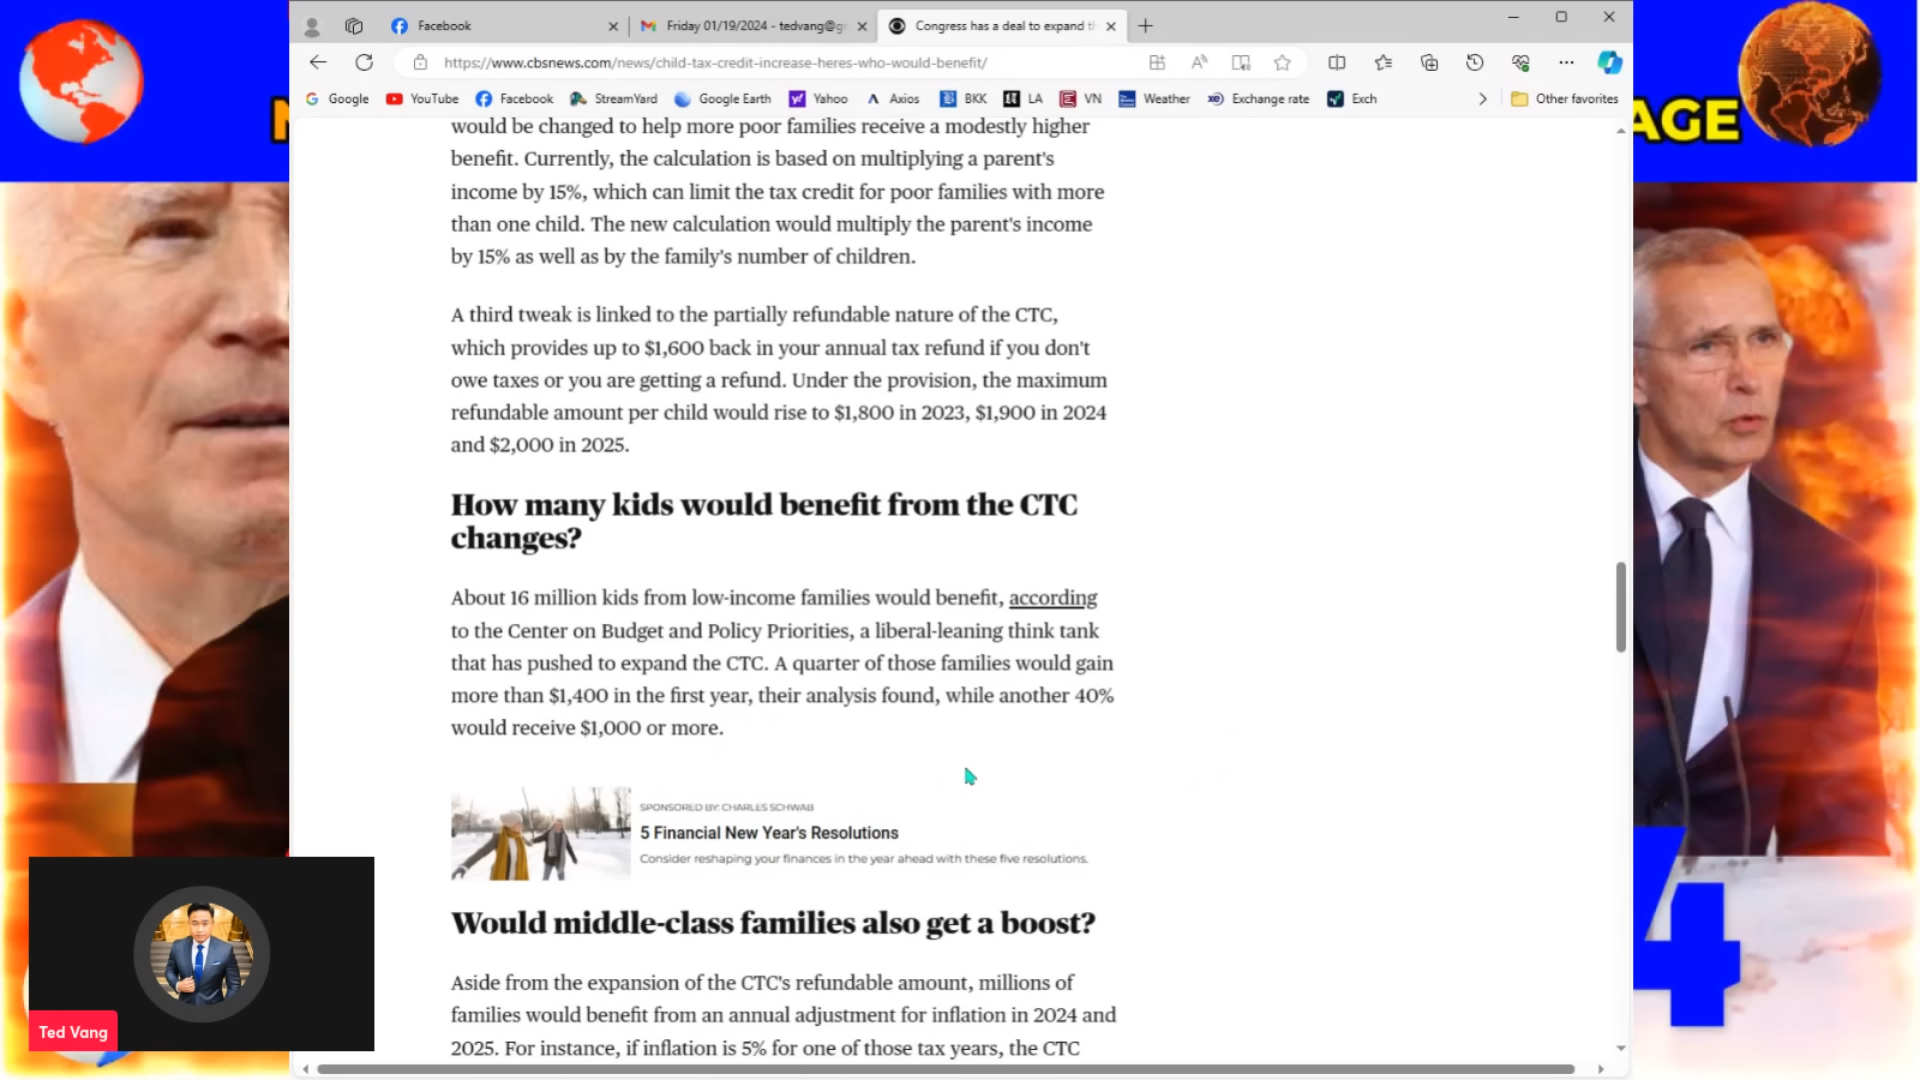 Facebook
Friday 01/19/2024 - tedvang@g
Congress has a deal to expand th
https://www.cbsnews.com/news/child-tax-credit-increase-heres-who-would-benefit/
Google
YouTube
Facebook
StreamYard
Google Earth
Yahoo
Axios
BKK
LA
VN
Weather
Exchange rate
Exch
Other favorites
AGE
would be changed to help more poor families receive a modestly higher
benefit. Currently, the calculation is based on multiplying a parent's
income by 15%, which can limit the tax credit for poor families with more
than one child. The new calculation would multiply the parent's income
by 15% as well as by the family's number of children.
A third tweak is linked to the partially refundable nature of the CTC,
which provides up to $1,600 back in your annual tax refund if you don't
owe taxes or you are getting a refund. Under the provision, the maximum
refundable amount per child would rise to $1,800 in 2023, $1,900 in 2024
and $2,000 in 2025.
How many kids would benefit from the CTC
changes?
About 16 million kids from low-income families would benefit, according
to the Center on Budget and Policy Priorities, a liberal-leaning think tank
that has pushed to expand the CTC. A quarter of those families would gain
more than $1,400 in the first year, their analysis found, while another 40%
would receive $1,000 or more.
SPONSORED BY: CHARLES SCHWAB
5 Financial New Year's Resolutions
Consider reshaping your finances in the year ahead with these five resolutions.
Would middle-class families also get a boost?
Aside from the expansion of the CTC's refundable amount, millions of
families would benefit from an annual adjustment for inflation in 2024 and
2025. For instance, if inflation is 5% for one of those tax years, the CTC
Ted Vang
4